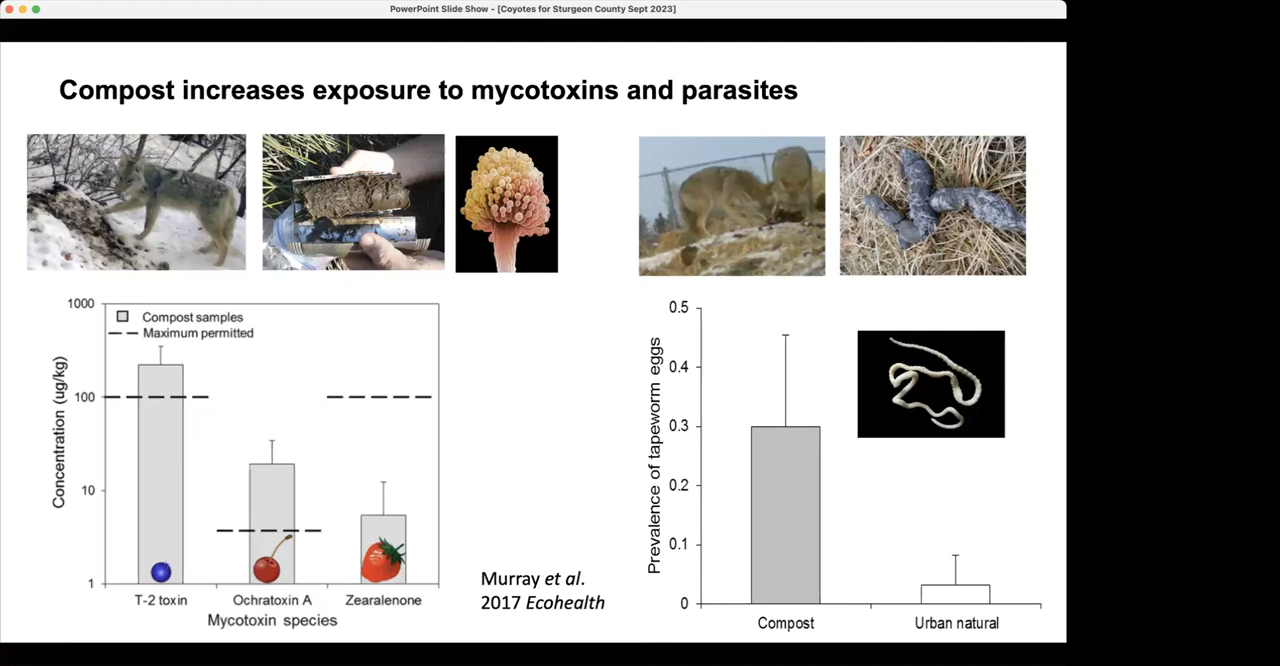 PowerPoint Slide Show - [Coyotes for Sturgeon County Sept 2023]
Compost increases exposure to mycotoxins and parasites
1000
100
10
1
Concentration (ug/kg)
Compost samples
Maximum permitted
T-2 toxin
Ochratoxin A
Zearalenone
Mycotoxin species
Murray et al.
2017 Ecohealth
0.5
0.4
0.3
0.2
0.1
0
Prevalence of tapeworm eggs
Compost
Urban natural